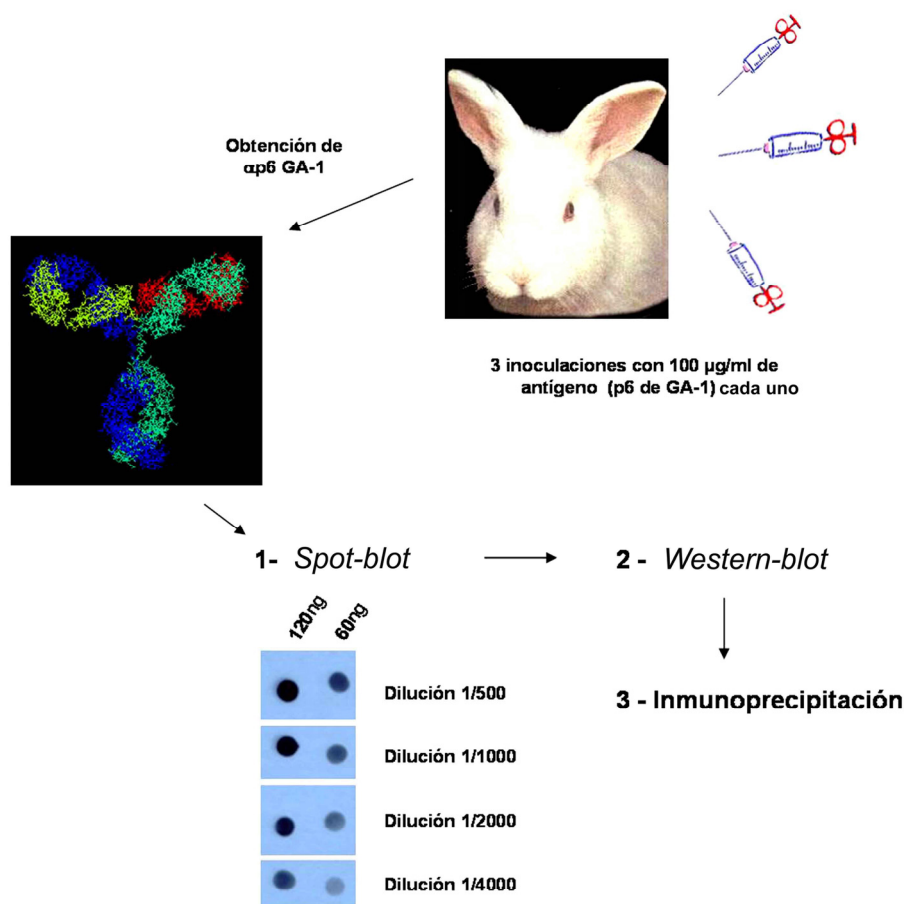 Obtención de
αp6 GA-1
3 inoculaciones con 100 µg/ml de
antígeno (p6 de GA-1) cada uno
1- Spot-blot
2 - Western-blot
120ng
60ng
Dilución 1/500
3 - Inmunoprecipitación
Dilución 1/1000
Dilución 1/2000
Dilución 1/4000